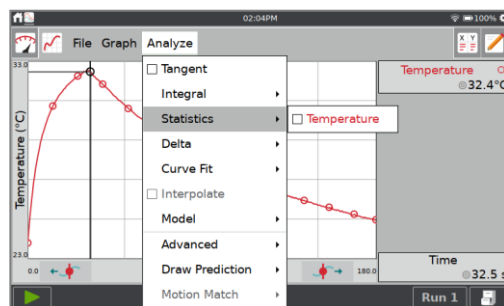 02:04PM
100%
File Graph Analyze
X Y
33.0
Temperature (°C)
23.0
0.0
180.0
Tangent
Integral
Statistics
Delta
Curve Fit
Interpolate
Model
Advanced
Draw Prediction
Motion Match
Temperature
Temperature
32.4°C
Time
32.5 s
Run 1